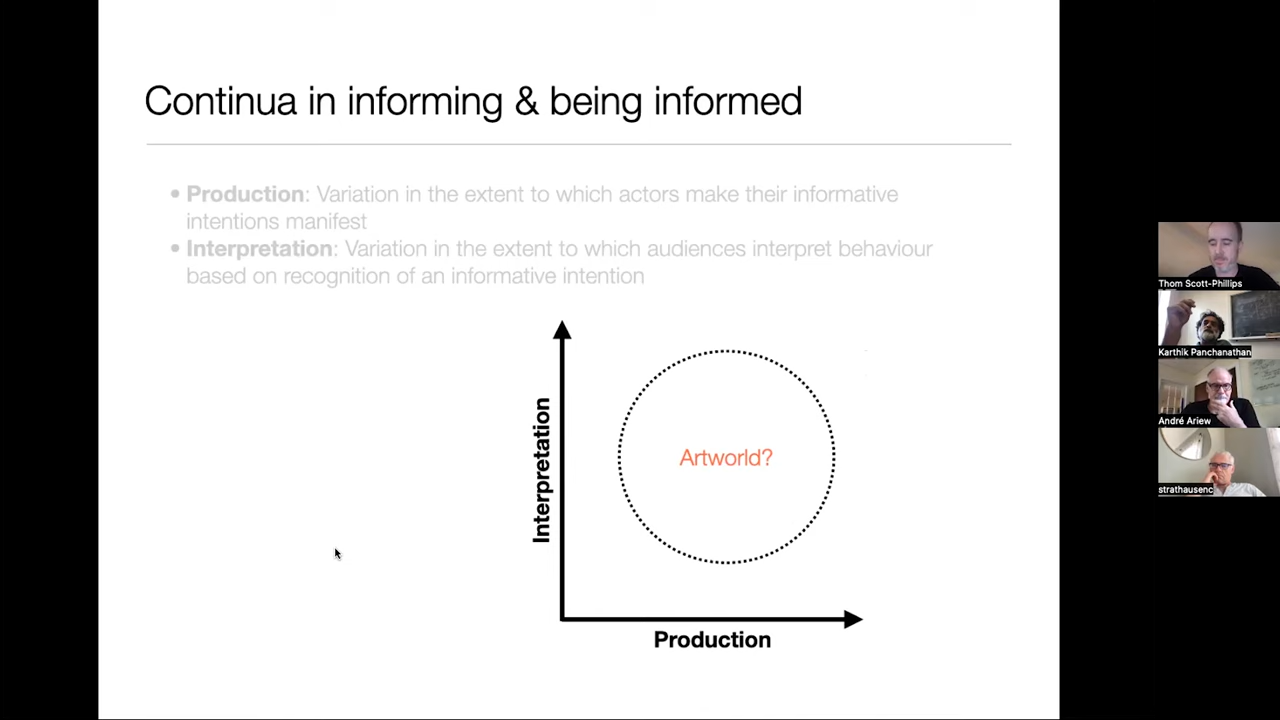 Continua in informing & being informed
• Production: Variation in the extent to which actors make their informative
intentions manifest
• Interpretation: Variation in the extent to which audiences interpret behaviour
based on recognition of an informative intention
Interpretation
Artworld?
Production
Thom Scott-Phillips
Karthik Panchanathan
André Ariew
strathausenc